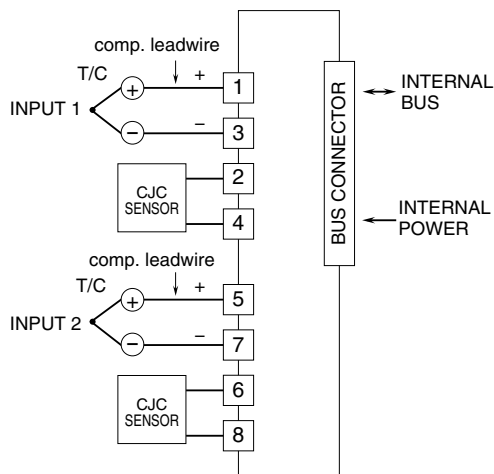 comp. leadwire
T/C
+
+
1
INPUT 1
−
−
3
CJC
SENSOR
2
4
BUS CONNECTOR
INTERNAL
BUS
INTERNAL
POWER
comp. leadwire
T/C
+
+
5
INPUT 2
−
−
7
CJC
SENSOR
6
8